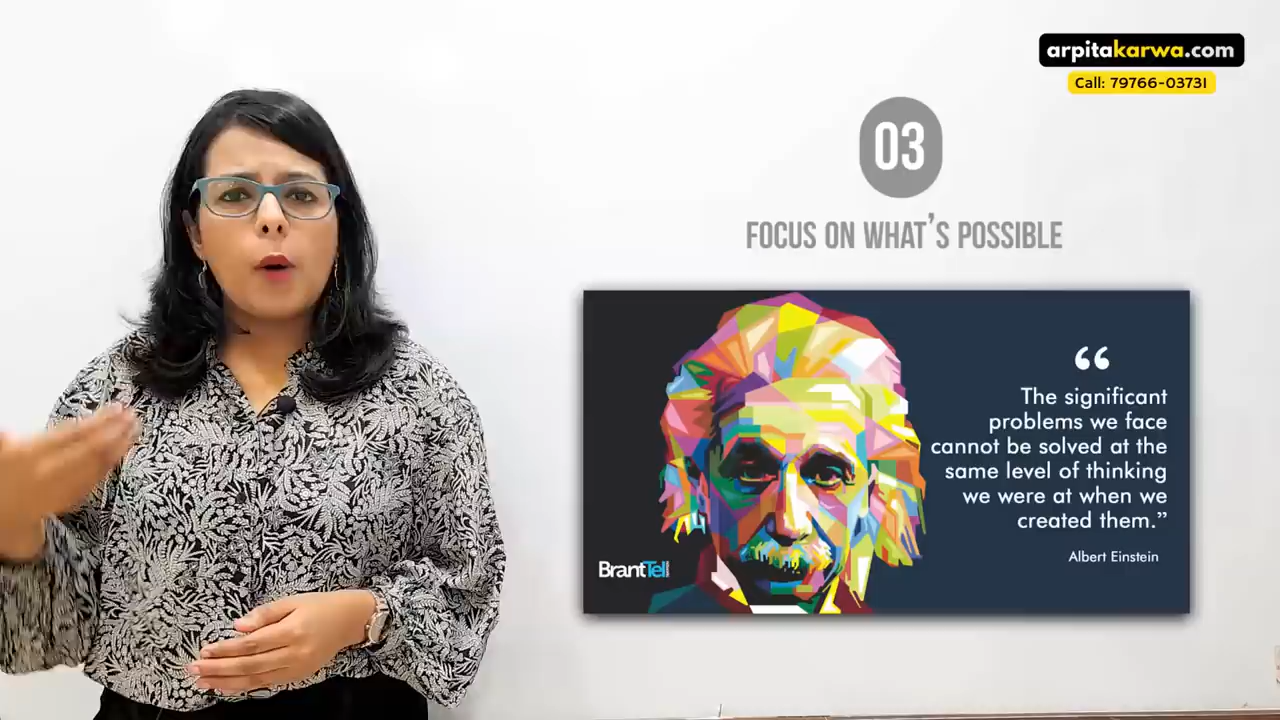 arpitakarwa.com
Call: 79766-03731
03
FOCUS ON WHAT'S POSSIBLE
“
The significant
problems we face
cannot be solved at the
same level of thinking
we were at when we
created them.”
Albert Einstein
BrantTel